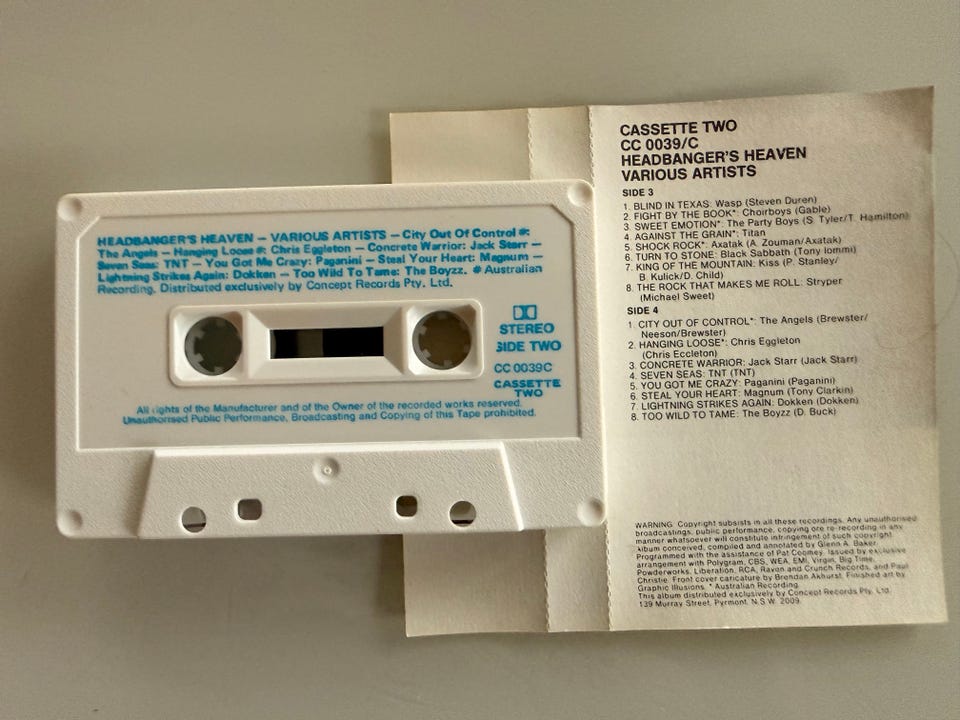 HEADBANGER'S HEAVEN – VARIOUS ARTISTS – City Out Of Control #:
The Angels – Hanging Loose #: Chris Eggleton – Concrete Warrior: Jack Starr –
Seven Seas: TNT – You Got Me Crazy: Paganini – Steal Your Heart: Magnum –
Lightning Strikes Again: Dokken – Too Wild To Tame: The Boyzz. # Australian
Recording. Distributed exclusively by Concept Records Pty. Ltd.
STEREO
SIDE TWO
CC 0039C
CASSETTE
TWO
All rights of the Manufacturer and of the Owner of the recorded works reserved.
Unauthorised Public Performance, Broadcasting and Copying of this Tape prohibited.
CASSETTE TWO
CC 0039/C
HEADBANGER'S HEAVEN
VARIOUS ARTISTS
SIDE 3
1. BLIND IN TEXAS: Wasp (Steven Duren)
2. FIGHT BY THE BOOK*: Choirboys (Gable)
3. SWEET EMOTION*: The Party Boys (S. Tyler/T. Hamilton)
4. AGAINST THE GRAIN*: Titan
5. SHOCK ROCK*: Axatak (A. Zouman/Axatak)
6. TURN TO STONE: Black Sabbath (Tony Iommi)
7. KING OF THE MOUNTAIN: Kiss (P. Stanley/
B. Kulick/D. Child)
8. THE ROCK THAT MAKES ME ROLL: Stryper
(Michael Sweet)
SIDE 4
1. CITY OUT OF CONTROL*: The Angels (Brewster/
Neeson/Brewster)
2. HANGING LOOSE*: Chris Eggleton
(Chris Eccleton)
3. CONCRETE WARRIOR: Jack Starr (Jack Starr)
4. SEVEN SEAS: TNT (TNT)
5. YOU GOT ME CRAZY: Paganini (Paganini)
6. STEAL YOUR HEART: Magnum (Tony Clarkin)
7. LIGHTNING STRIKES AGAIN: Dokken (Dokken)
8. TOO WILD TO TAME: The Boyzz (D. Buck)
WARNING: Copyright subsists in all these recordings. Any unauthorised
broadcastings, public performance, copying ore re-recording in any
manner whatsoever will constitute infringement of such copyright.
Album conceived, compiled and annotated by Glenn A. Baker.
Programmed with the assistance of Pat Coomey. Issued by exclusive
arrangement with Polygram, CBS, WEA, EMI, Virgin, Big Time,
Powderworks, Liberation, RCA, Raven and Crunch Records, and Paul
Christie. Front cover caricature by Brendan Akhurst. Finished art by
Graphic Illusions. * Australian Recording.
This album distributed exclusively by Concept Records Pty. Ltd.
139 Murray Street, Pyrmont. N.S.W. 2009.